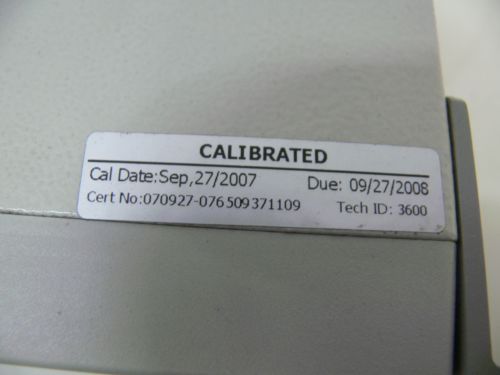 CALIBRATED
Cal Date:Sep,27/2007 Due: 09/27/2008
Cert No:070927-076509371109 Tech ID: 3600